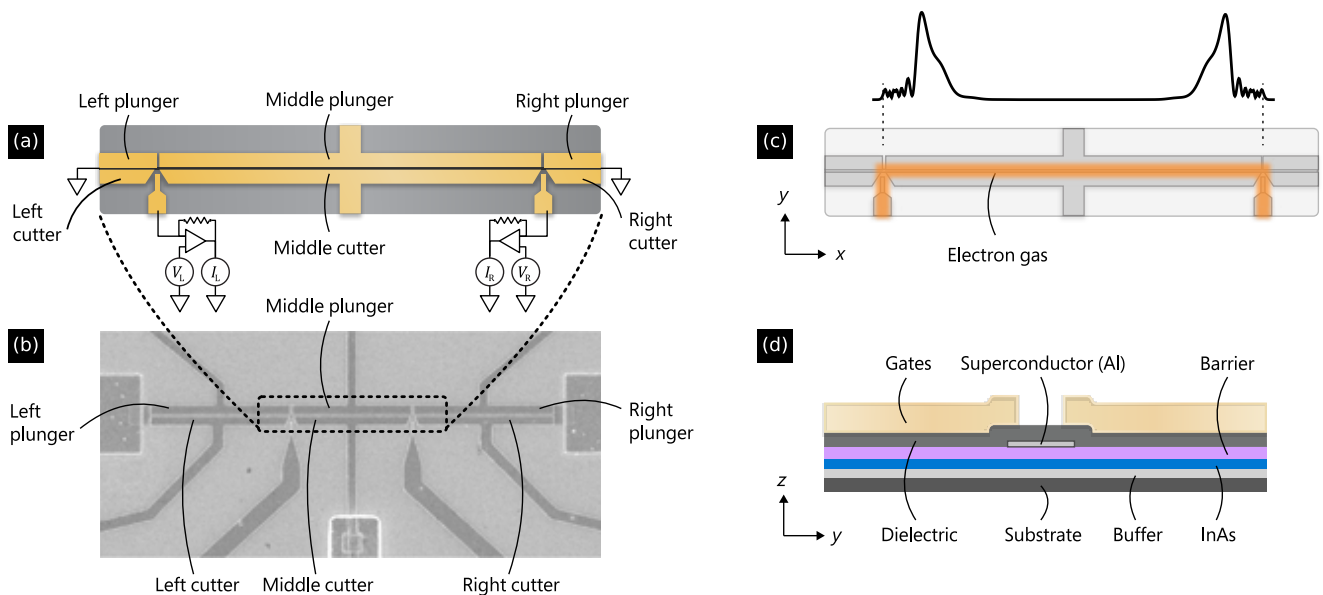 (a)
Left plunger
Middle plunger
Right plunger
Left
cutter
Middle cutter
Right
cutter
V_L
I_L
I_R
V_R
(b)
Middle plunger
Left
plunger
Right
plunger
Left cutter
Middle cutter
Right cutter
(c)
y
x
Electron gas
(d)
Gates
Superconductor (Al)
Barrier
z
y
Dielectric
Substrate
Buffer
InAs